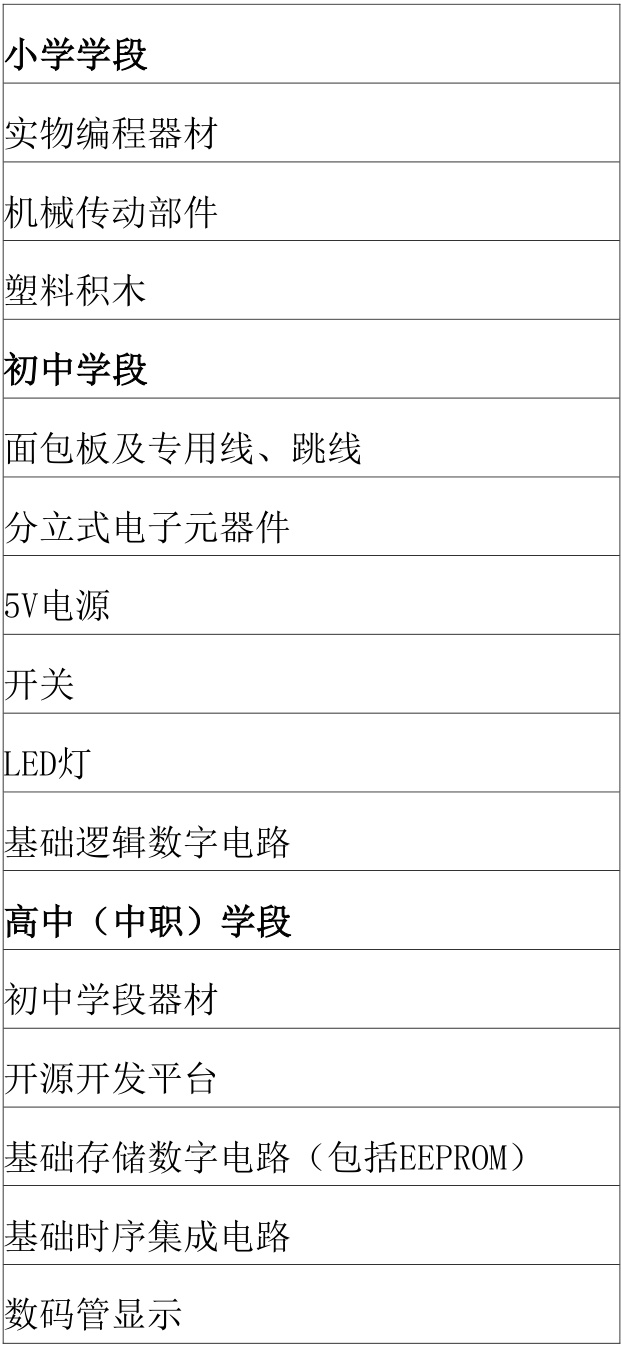 小学学段
实物编程器材
机械传动部件
塑料积木
初中学段
面包板及专用线、跳线
分立式电子元器件
5V电源
开关
LED灯
基础逻辑数字电路
高中（中职）学段
初中学段器材
开源开发平台
基础存储数字电路（包括EEPROM）
基础时序集成电路
数码管显示